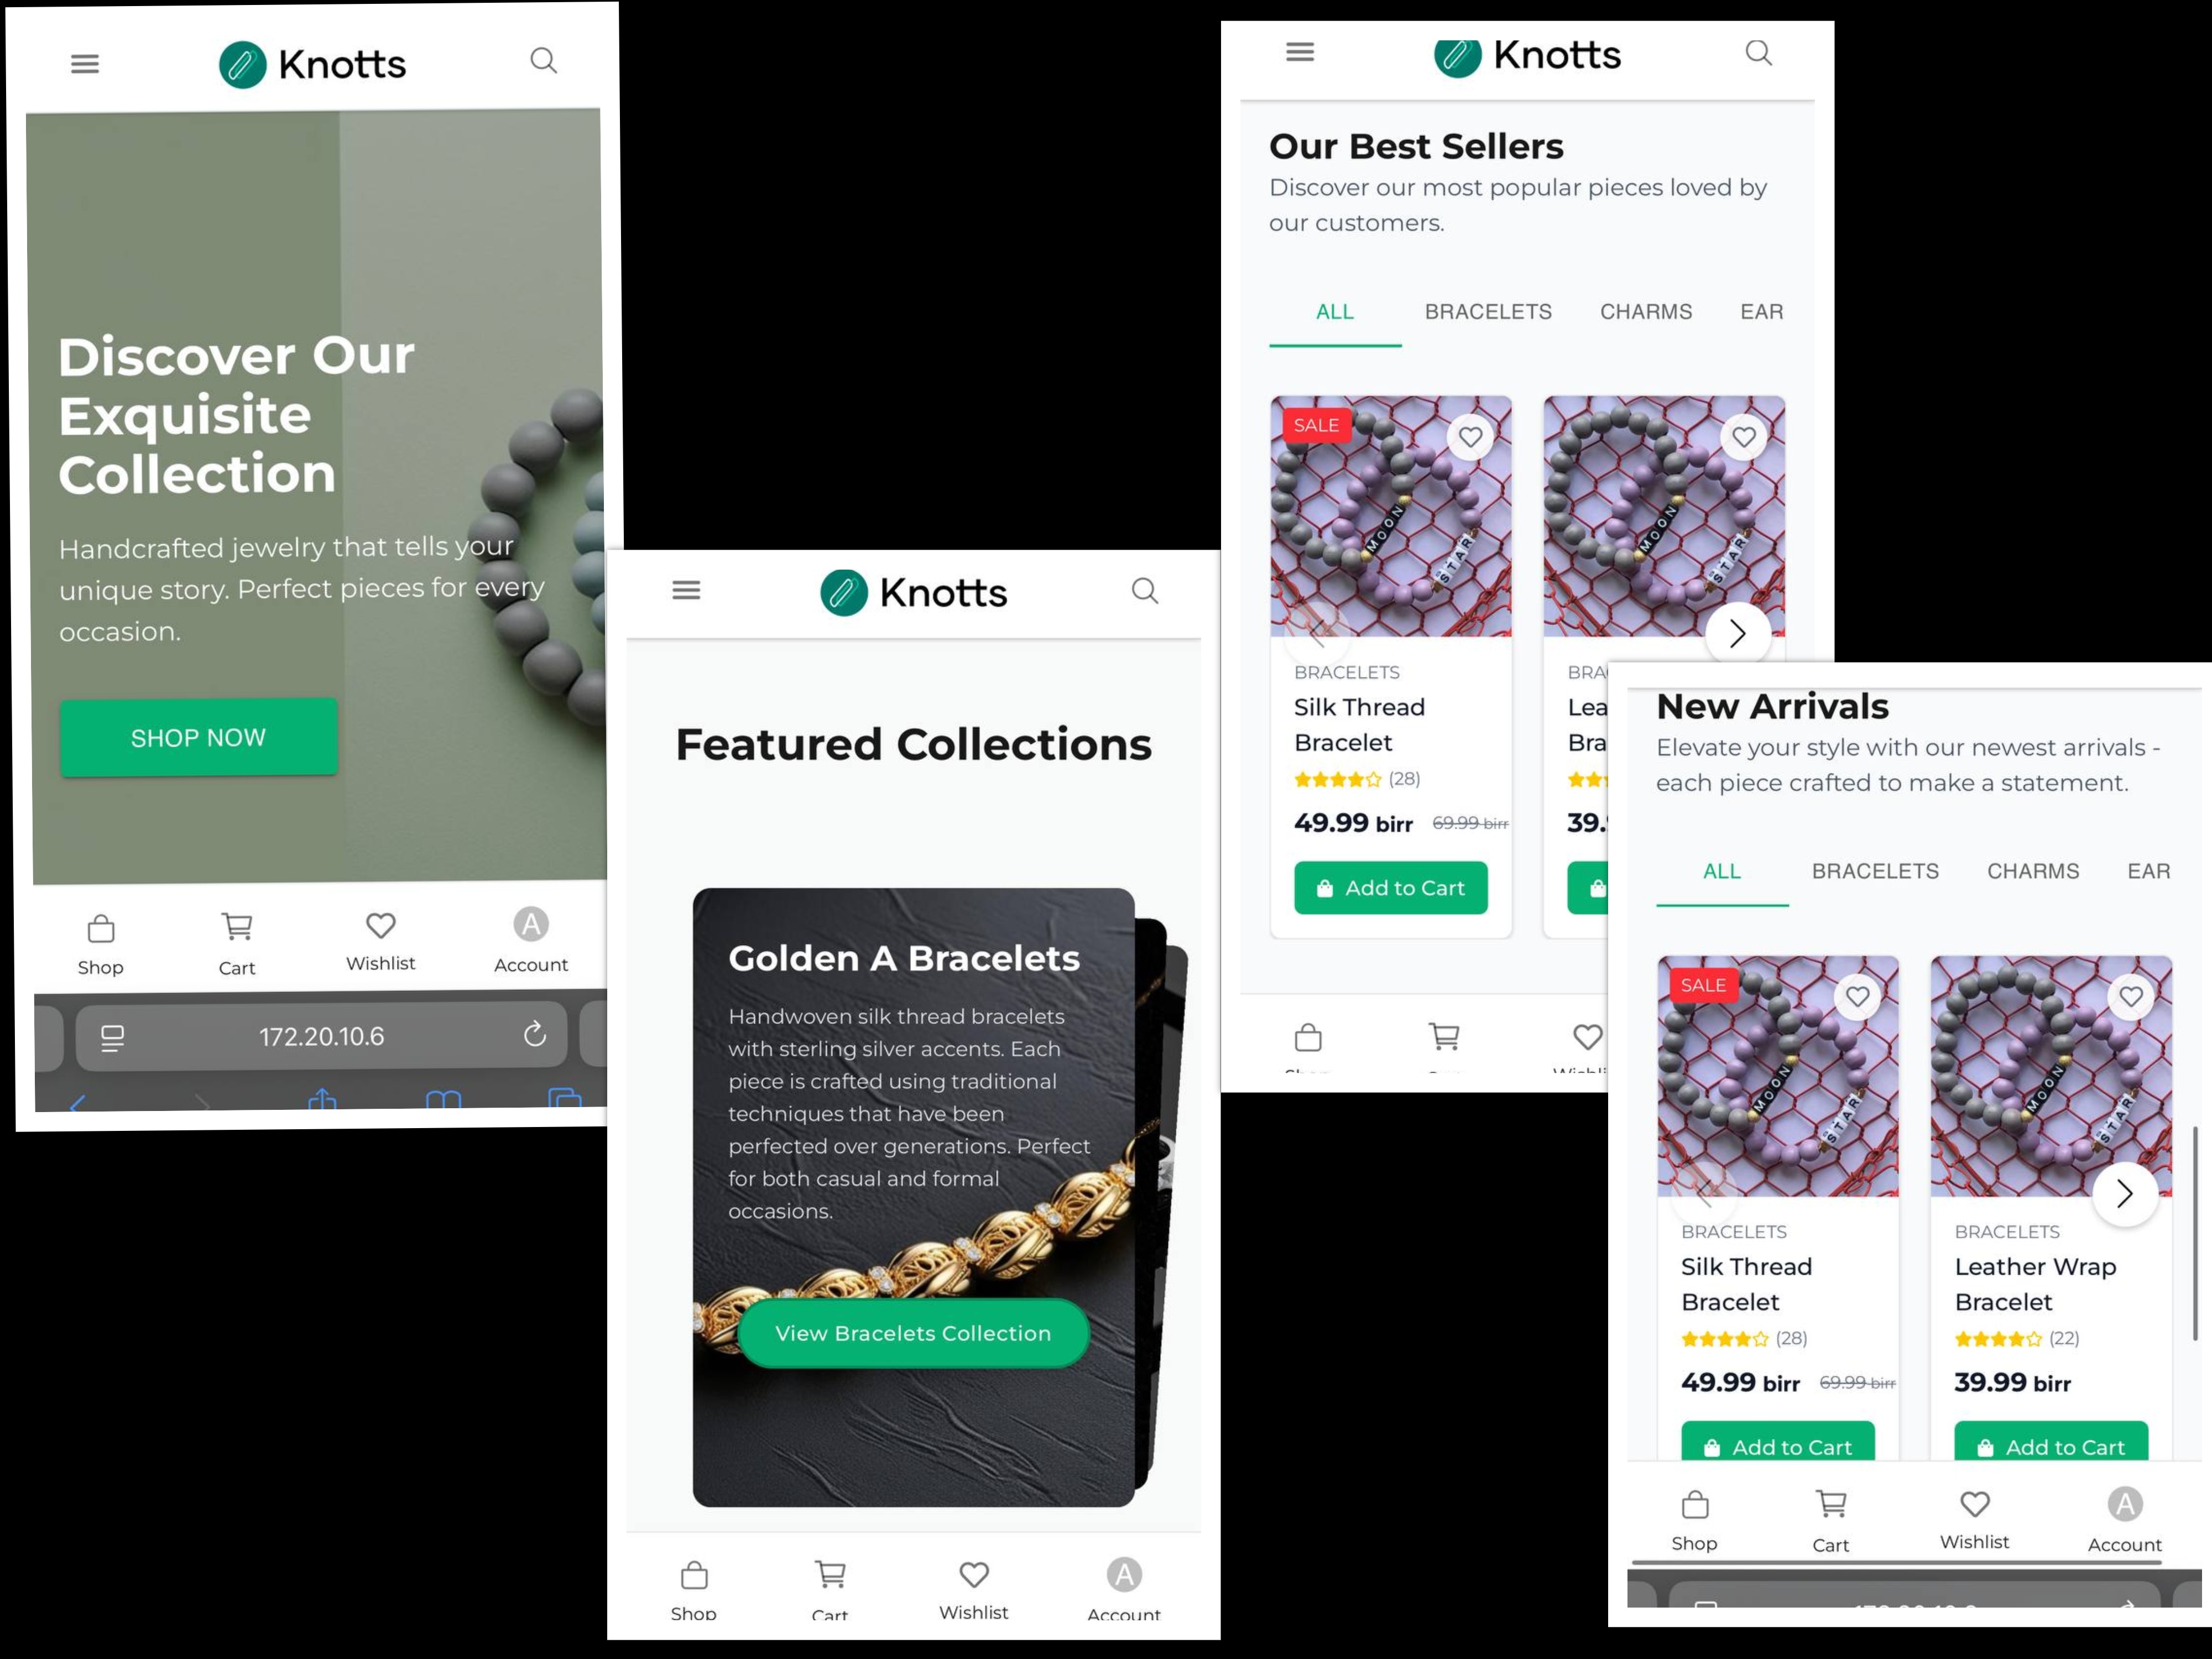 Knotts
Discover Our
Exquisite
Collection
Handcrafted jewelry that tells your
unique story. Perfect pieces for every
occasion.
SHOP NOW
Shop
Cart
Wishlist
A
Account
172.20.10.6
Knotts
Featured Collections
Golden A Bracelets
Handwoven silk thread bracelets
with sterling silver accents. Each
piece is crafted using traditional
techniques that have been
perfected over generations. Perfect
for both casual and formal
occasions.
View Bracelets Collection
Shop
Cart
Wishlist
A
Account
Knotts
Our Best Sellers
Discover our most popular pieces loved by
our customers.
ALL BRACELETS CHARMS EAR
SALE
MOON
STAR
MOON
STAR
BRACELETS
Silk Thread
Bracelet
(28)
49.99 birr 69.99 birr
Add to Cart
BRA
Lea
Bra
39.
New Arrivals
Elevate your style with our newest arrivals -
each piece crafted to make a statement.
ALL BRACELETS CHARMS EAR
SALE
MOON
STAR
MOON
STAR
BRACELETS
Silk Thread
Bracelet
(28)
49.99 birr 69.99 birr
Add to Cart
BRACELETS
Leather Wrap
Bracelet
(22)
39.99 birr
Add to Cart
Shop
Cart
Wishlist
A
Account